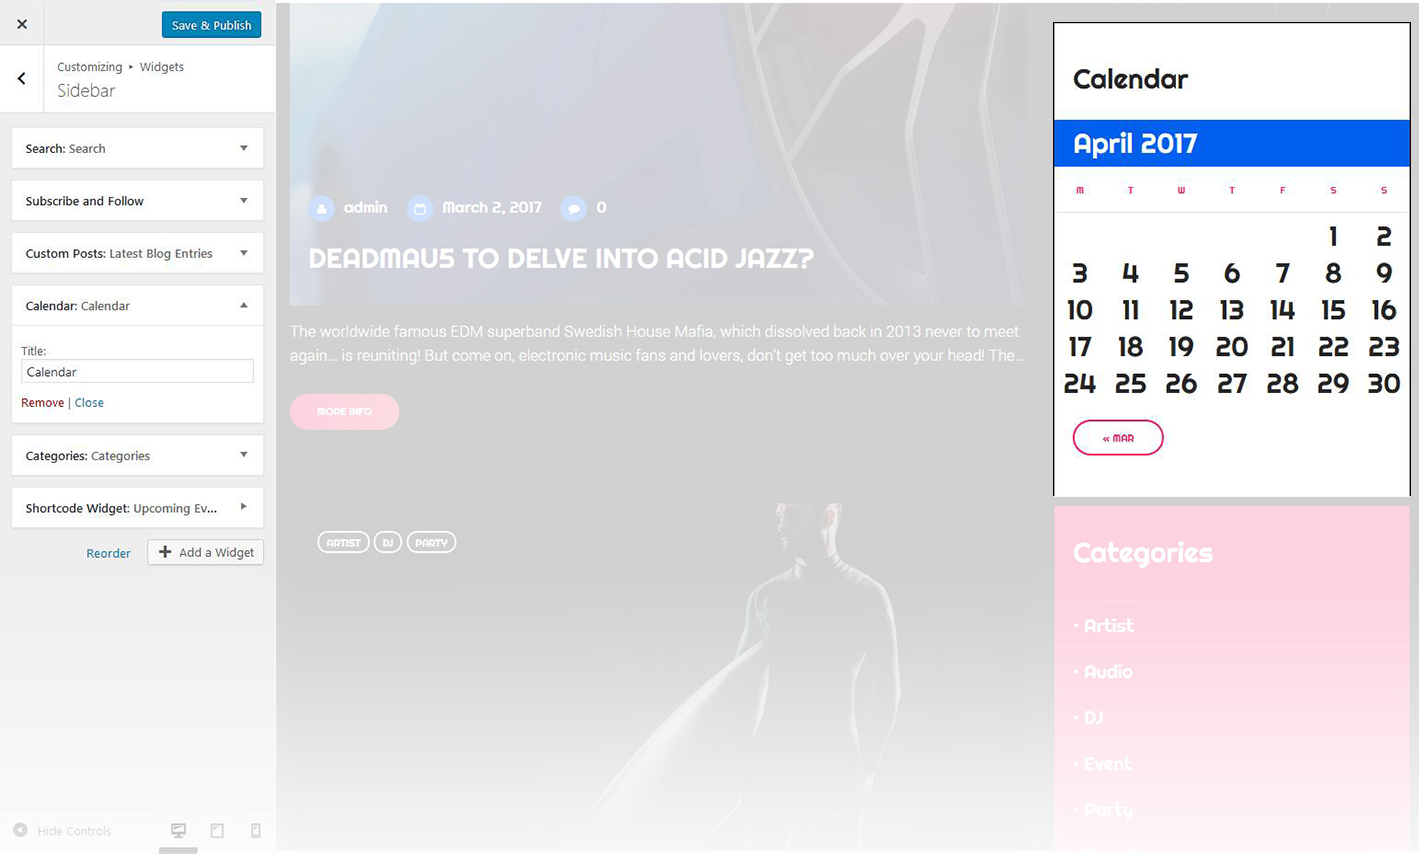 Save & Publish
Customizing ▸ Widgets
Sidebar
Search: Search
Subscribe and Follow
Custom Posts: Latest Blog Entries
Calendar: Calendar
Title:
Calendar
Remove | Close
Categories: Categories
Shortcode Widget: Upcoming Ev...
Reorder
Add a Widget
Hide Controls
admin March 2, 2017 0
DEADMAU5 TO DELVE INTO ACID JAZZ?
The worldwide famous EDM superband Swedish House Mafia, which dissolved back in 2013 never to meet
again... is reuniting! But come on, electronic music fans and lovers, don't get too much over your head! The...
MORE INFO
ARTIST DJ PARTY
Calendar
April 2017
M T W T F S S
1 2
3 4 5 6 7 8 9
10 11 12 13 14 15 16
17 18 19 20 21 22 23
24 25 26 27 28 29 30
« MAR
Categories
• Artist
• Audio
• DJ
• Event
• Party